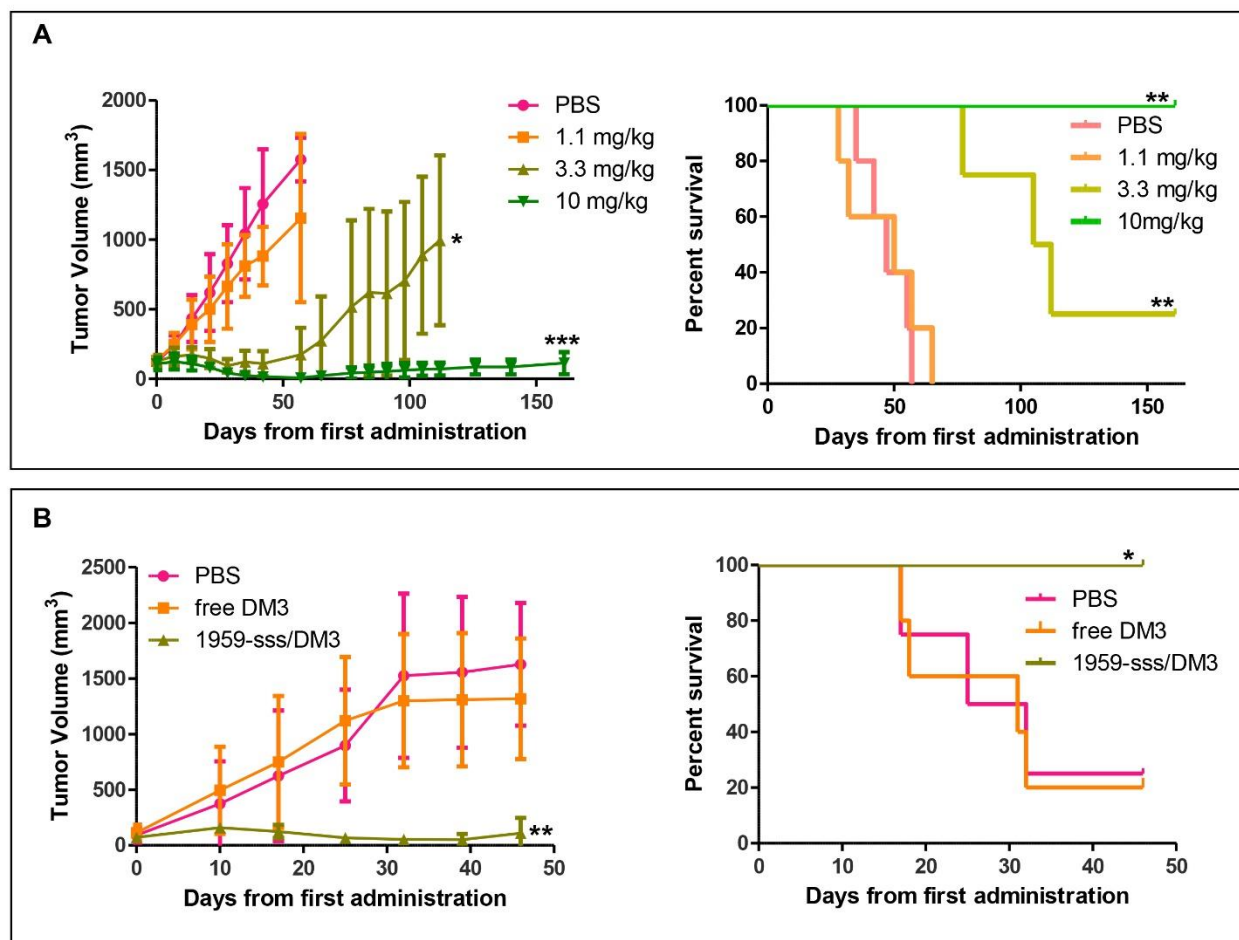 A
2000
1500
1000
500
0
Tumor Volume (mm³)
0 50 100 150
Days from first administration
PBS
1.1 mg/kg
3.3 mg/kg
10 mg/kg
*
***
100
80
60
40
20
0
Percent survival
0 50 100 150
Days from first administration
**
PBS
1.1 mg/kg
3.3 mg/kg
10mg/kg
**
B
2500
2000
1500
1000
500
0
Tumor Volume (mm³)
0 10 20 30 40 50
Days from first administration
PBS
free DM3
1959-sss/DM3
**
100
80
60
40
20
0
Percent survival
0 10 20 30 40 50
Days from first administration
*
PBS
free DM3
1959-sss/DM3